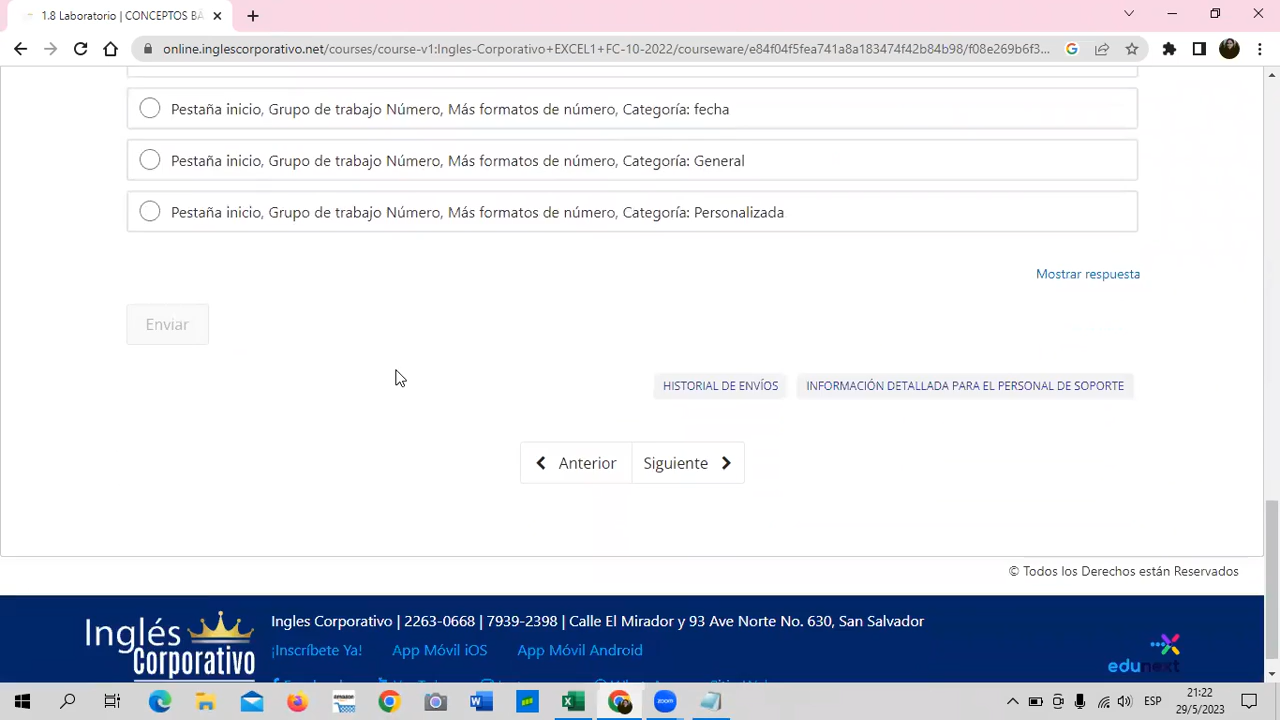 1.8 Laboratorio | CONCEPTOS BÁ
online.inglescorporativo.net/courses/course-v1:Ingles-Corporativo+EXCEL1+FC-10-2022/courseware/c84f04f5fea741a8a183474f42b84b98/f08e269b6f3...
Pestaña inicio, Grupo de trabajo Número, Más formatos de número, Categoría: fecha
Pestaña inicio, Grupo de trabajo Número, Más formatos de número, Categoría: General
Pestaña inicio, Grupo de trabajo Número, Más formatos de número, Categoría: Personalizada
Mostrar respuesta
Enviar
HISTORIAL DE ENVÍOS INFORMACIÓN DETALLADA PARA EL PERSONAL DE SOPORTE
Anterior Siguiente
© Todos los Derechos están Reservados
Inglés Corporativo
Ingles Corporativo | 2263-0668 | 7939-2398 | Calle El Mirador y 93 Ave Norte No. 630, San Salvador
¡Inscríbete Ya! App Móvil iOS App Móvil Android
edunext
ESP
21:22
29/5/2023